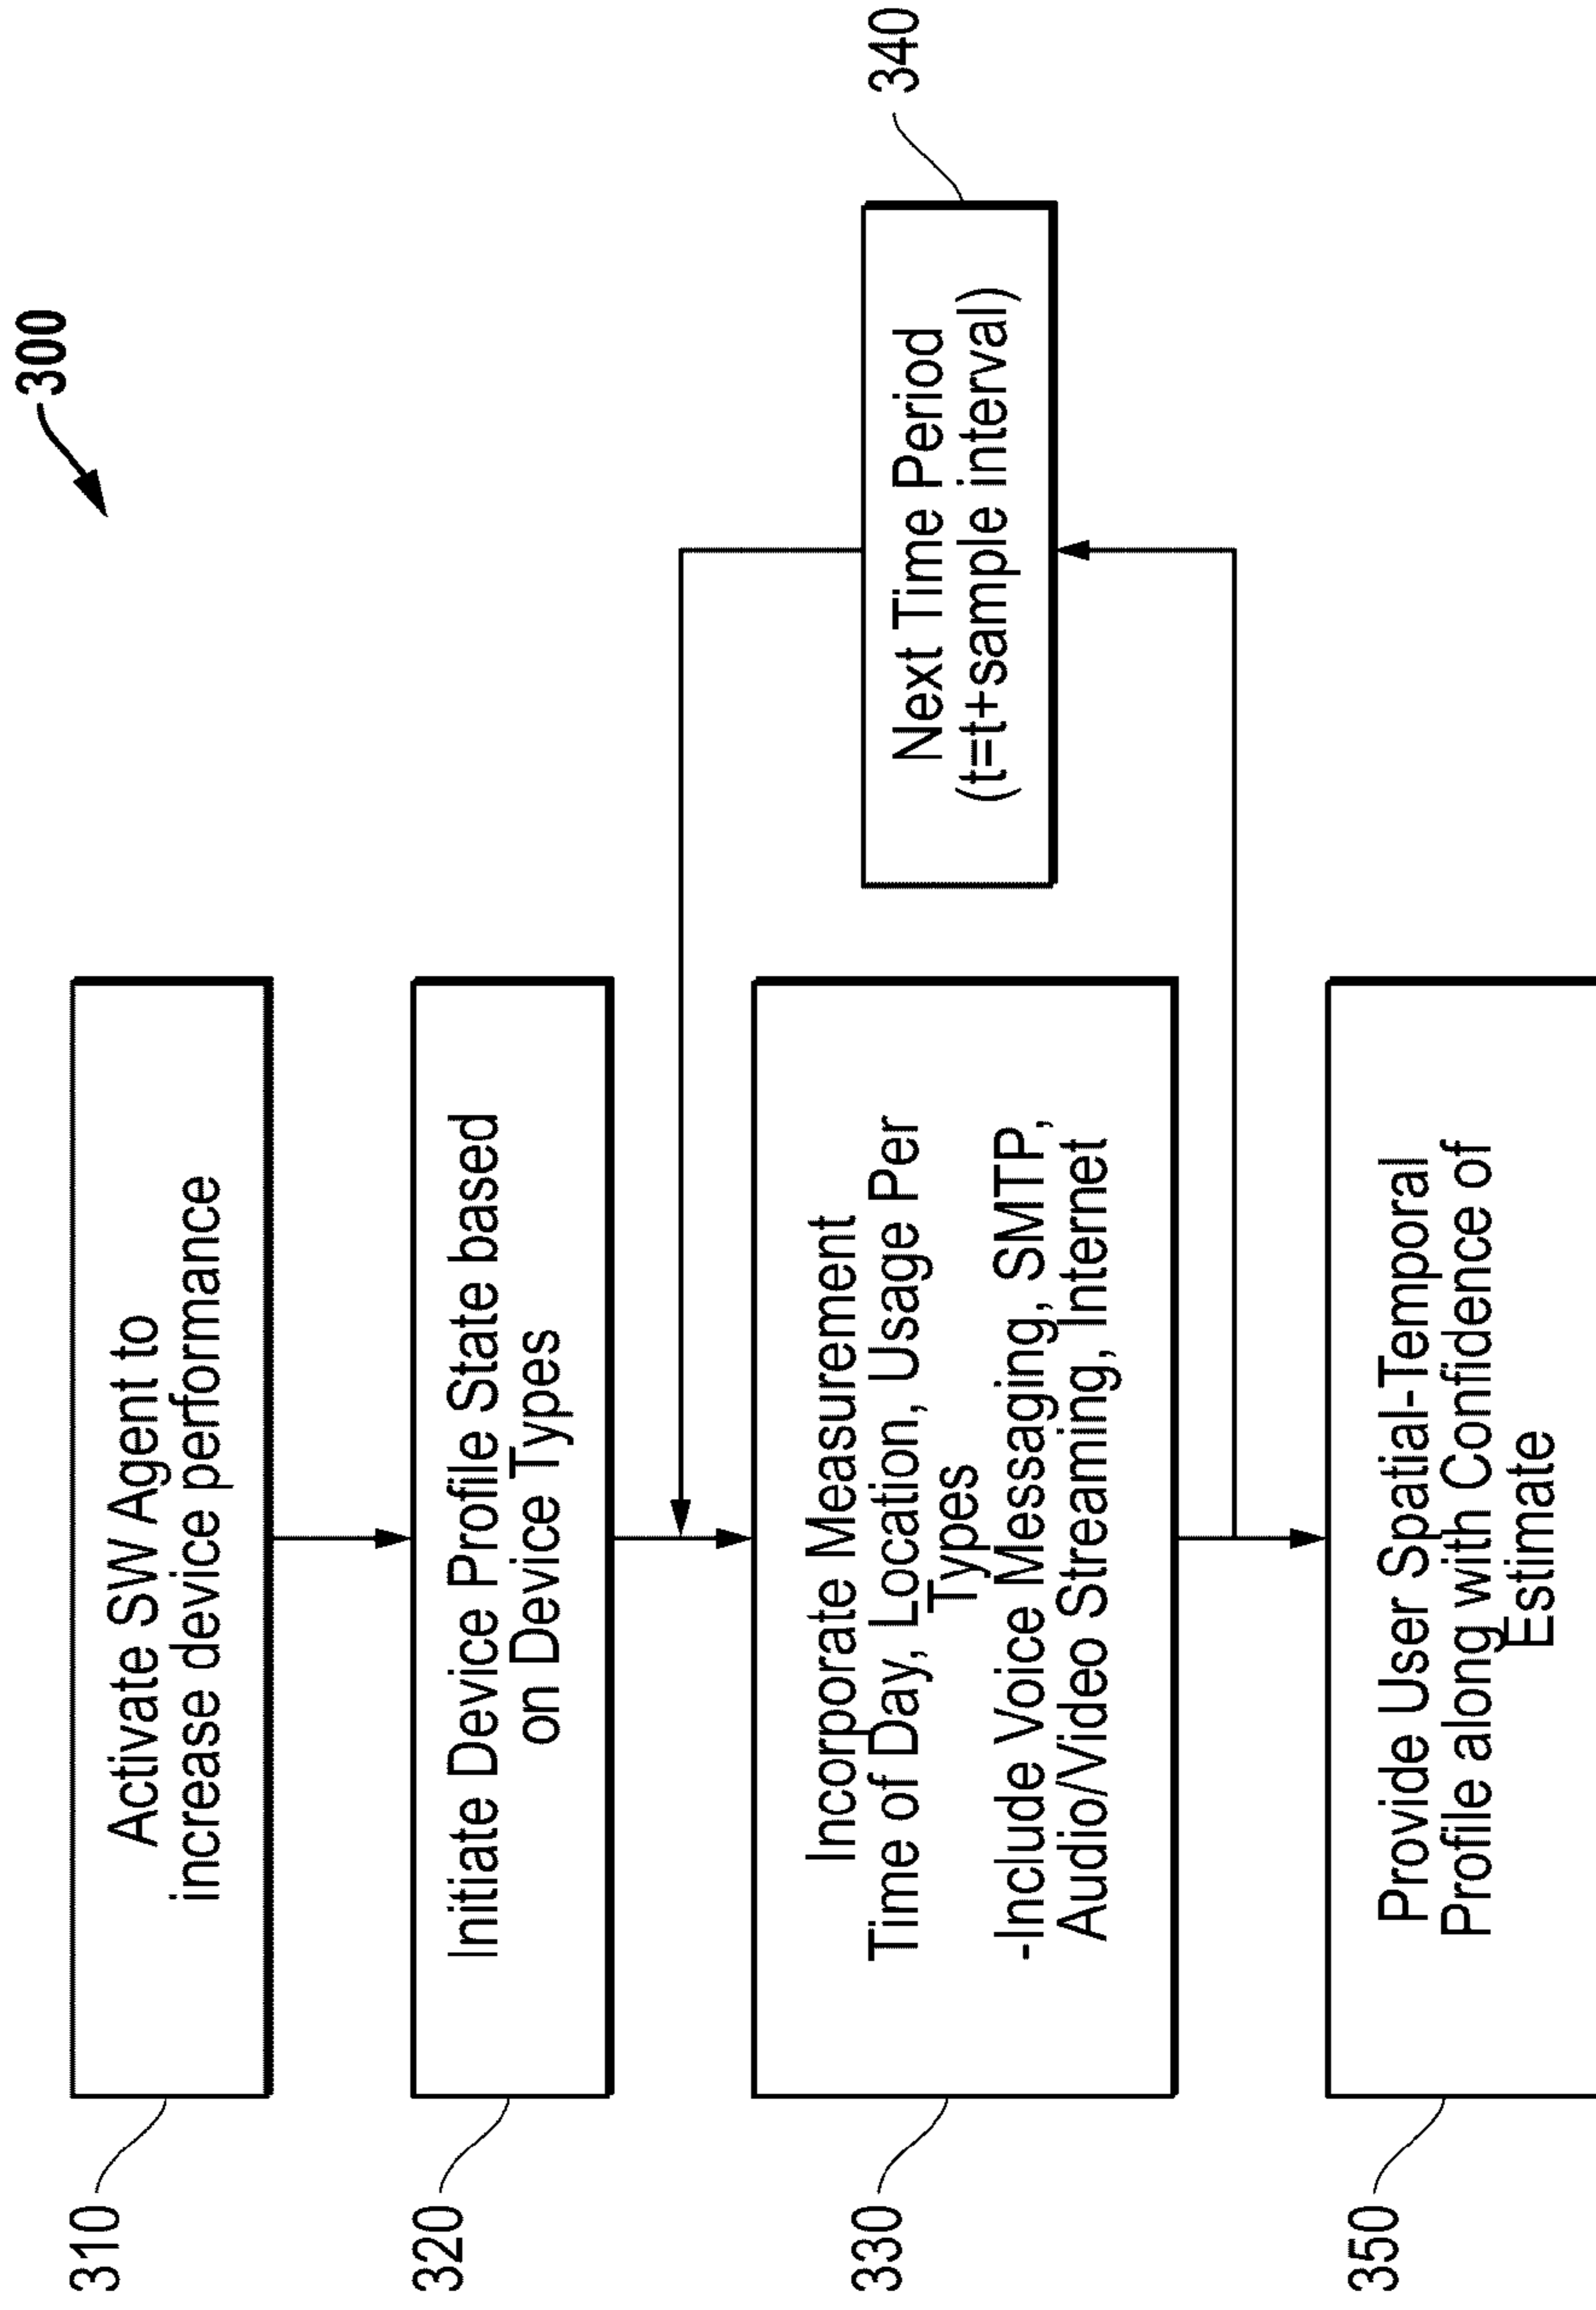 300
310
Activate SW Agent to
increase device performance
320
Initiate Device Profile State based
on Device Types
330
Incorporate Measurement
Time of Day, Location, Usage Per
Types
-Include Voice Messaging, SMTP,
Audio/Video Streaming, Internet
340
Next Time Period
(t=t+sample interval)
350
Provide User Spatial-Temporal
Profile along with Confidence of
Estimate